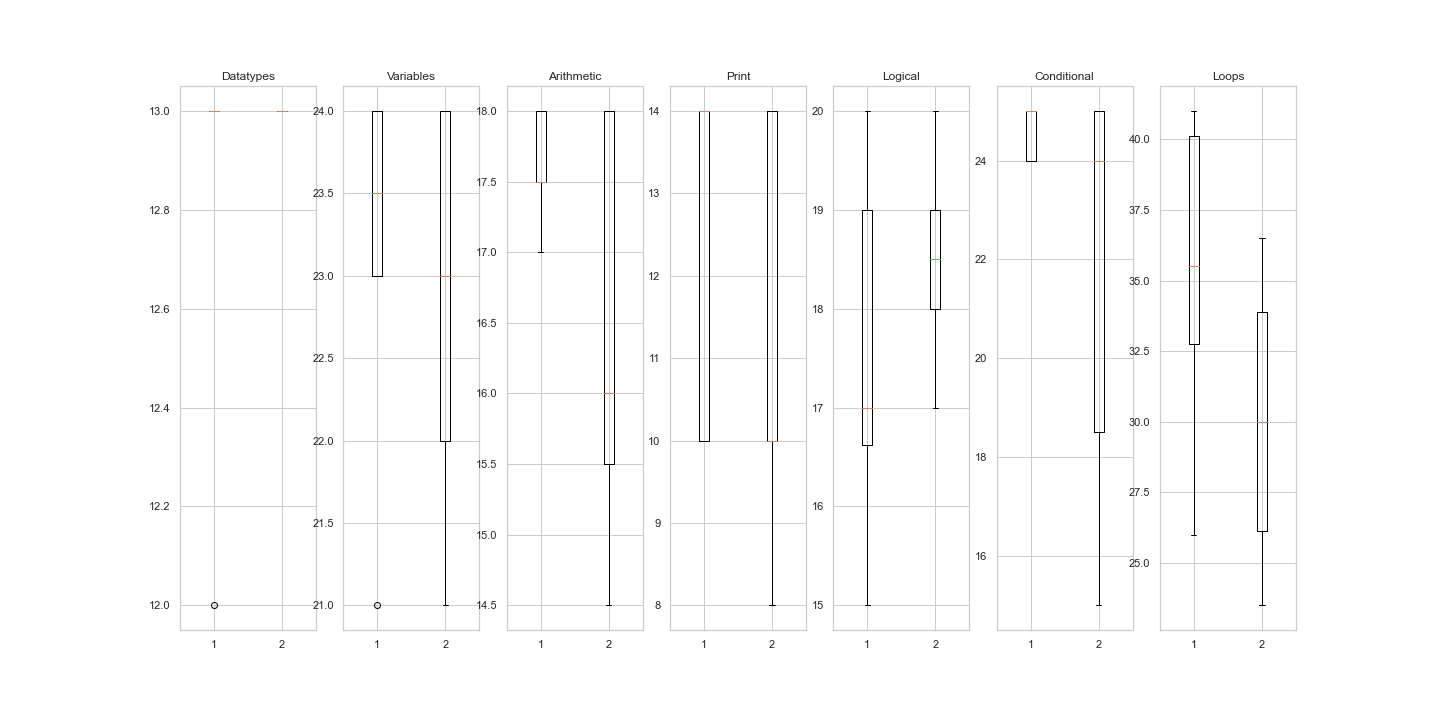 Datatypes Variables Arithmetic Print Logical Conditional Loops
13.0 24.0 18.0 14 20
40.0
24
12.8 23.5 17.5 13 19 37.5
22
12.6 23.0 17.0 12 18 35.0
16.5
22.5 11 20 32.5
12.4 22.0 16.0 10 17 30.0
15.5 18
12.2 21.5 15.0 9 16 27.5
16 25.0
12.0 21.0 14.5 8 15
1 2 1 2 1 2 1 2 1 2 1 2 1 2